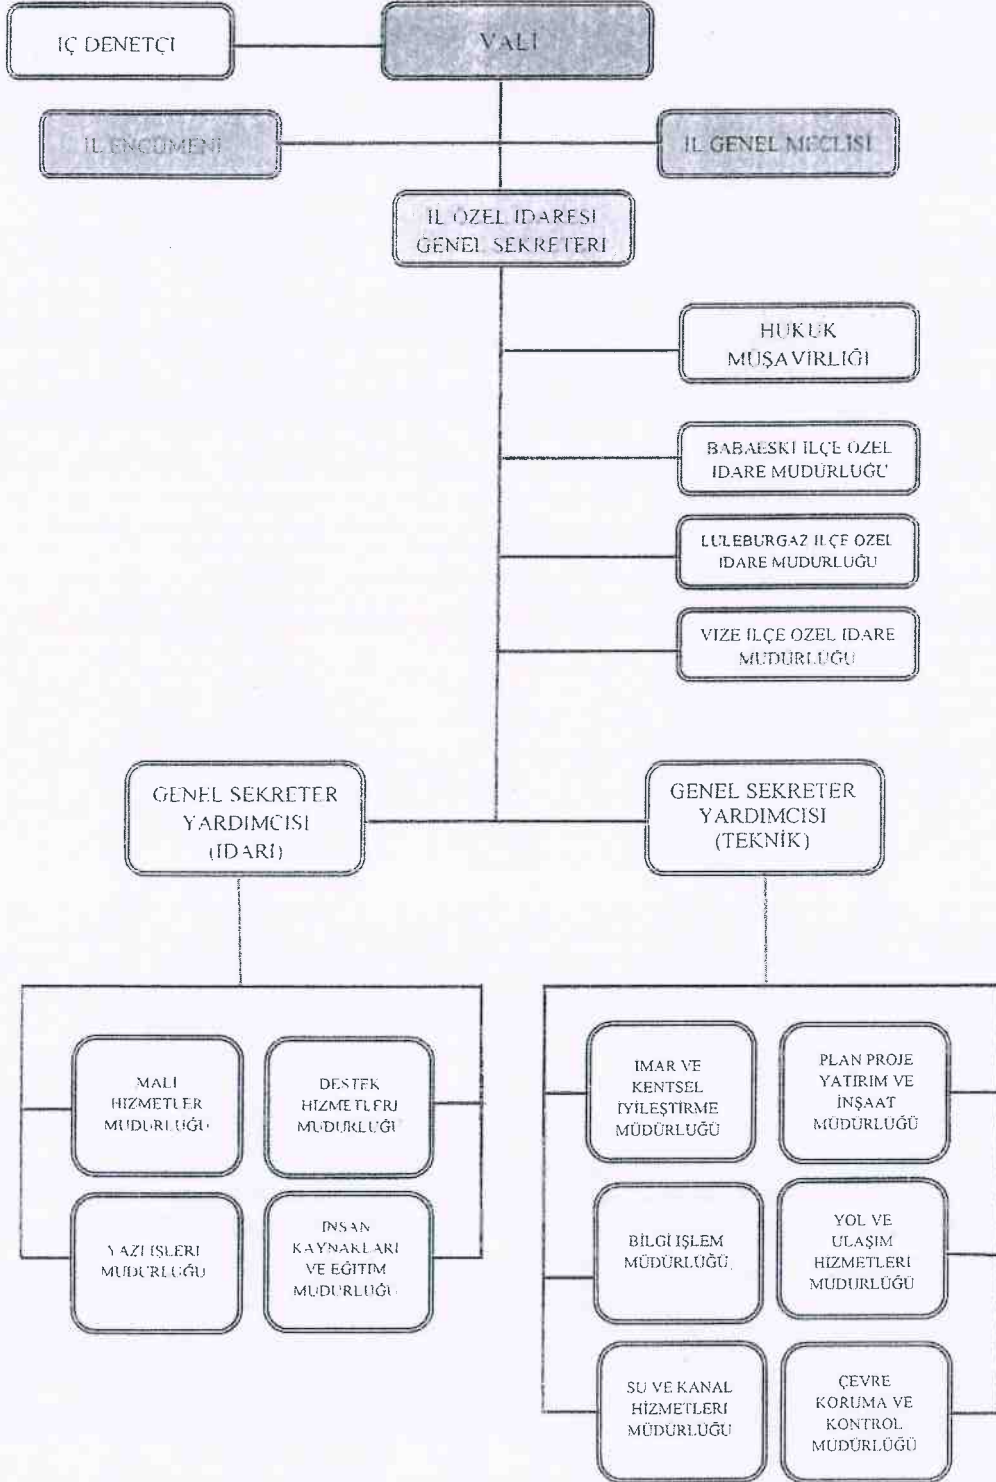 İÇ DENETÇİ
VALİ
İL ENCÜMENİ
İL GENEL MECLİSİ
İL ÖZEL İDARESİ
GENEL SEKRETERİ
HUKUK
MÜŞAVİRLİĞİ
BABAESKİ İLÇE ÖZEL
İDARE MÜDÜRLÜĞÜ
LÜLEBURGAZ İLÇE ÖZEL
İDARE MÜDÜRLÜĞÜ
VİZE İLÇE ÖZEL İDARE
MÜDÜRLÜĞÜ
GENEL SEKRETER
YARDIMCISI
(İDARİ)
GENEL SEKRETER
YARDIMCISI
(TEKNİK)
MALİ
HİZMETLER
MÜDÜRLÜĞÜ
DESTEK
HİZMETLERİ
MÜDÜRLÜĞÜ
YAZI İŞLERİ
MÜDÜRLÜĞÜ
İNSAN
KAYNAKLARI
VE EĞİTİM
MÜDÜRLÜĞÜ
İMAR VE
KENTSEL
İYİLEŞTİRME
MÜDÜRLÜĞÜ
PLAN PROJE
YATIRIM VE
İNŞAAT
MÜDÜRLÜĞÜ
BİLGİ İŞLEM
MÜDÜRLÜĞÜ
YOL VE
ULAŞIM
HİZMETLERİ
MÜDÜRLÜĞÜ
SU VE KANAL
HİZMETLERİ
MÜDÜRLÜĞÜ
ÇEVRE
KORUMA VE
KONTROL
MÜDÜRLÜĞÜ